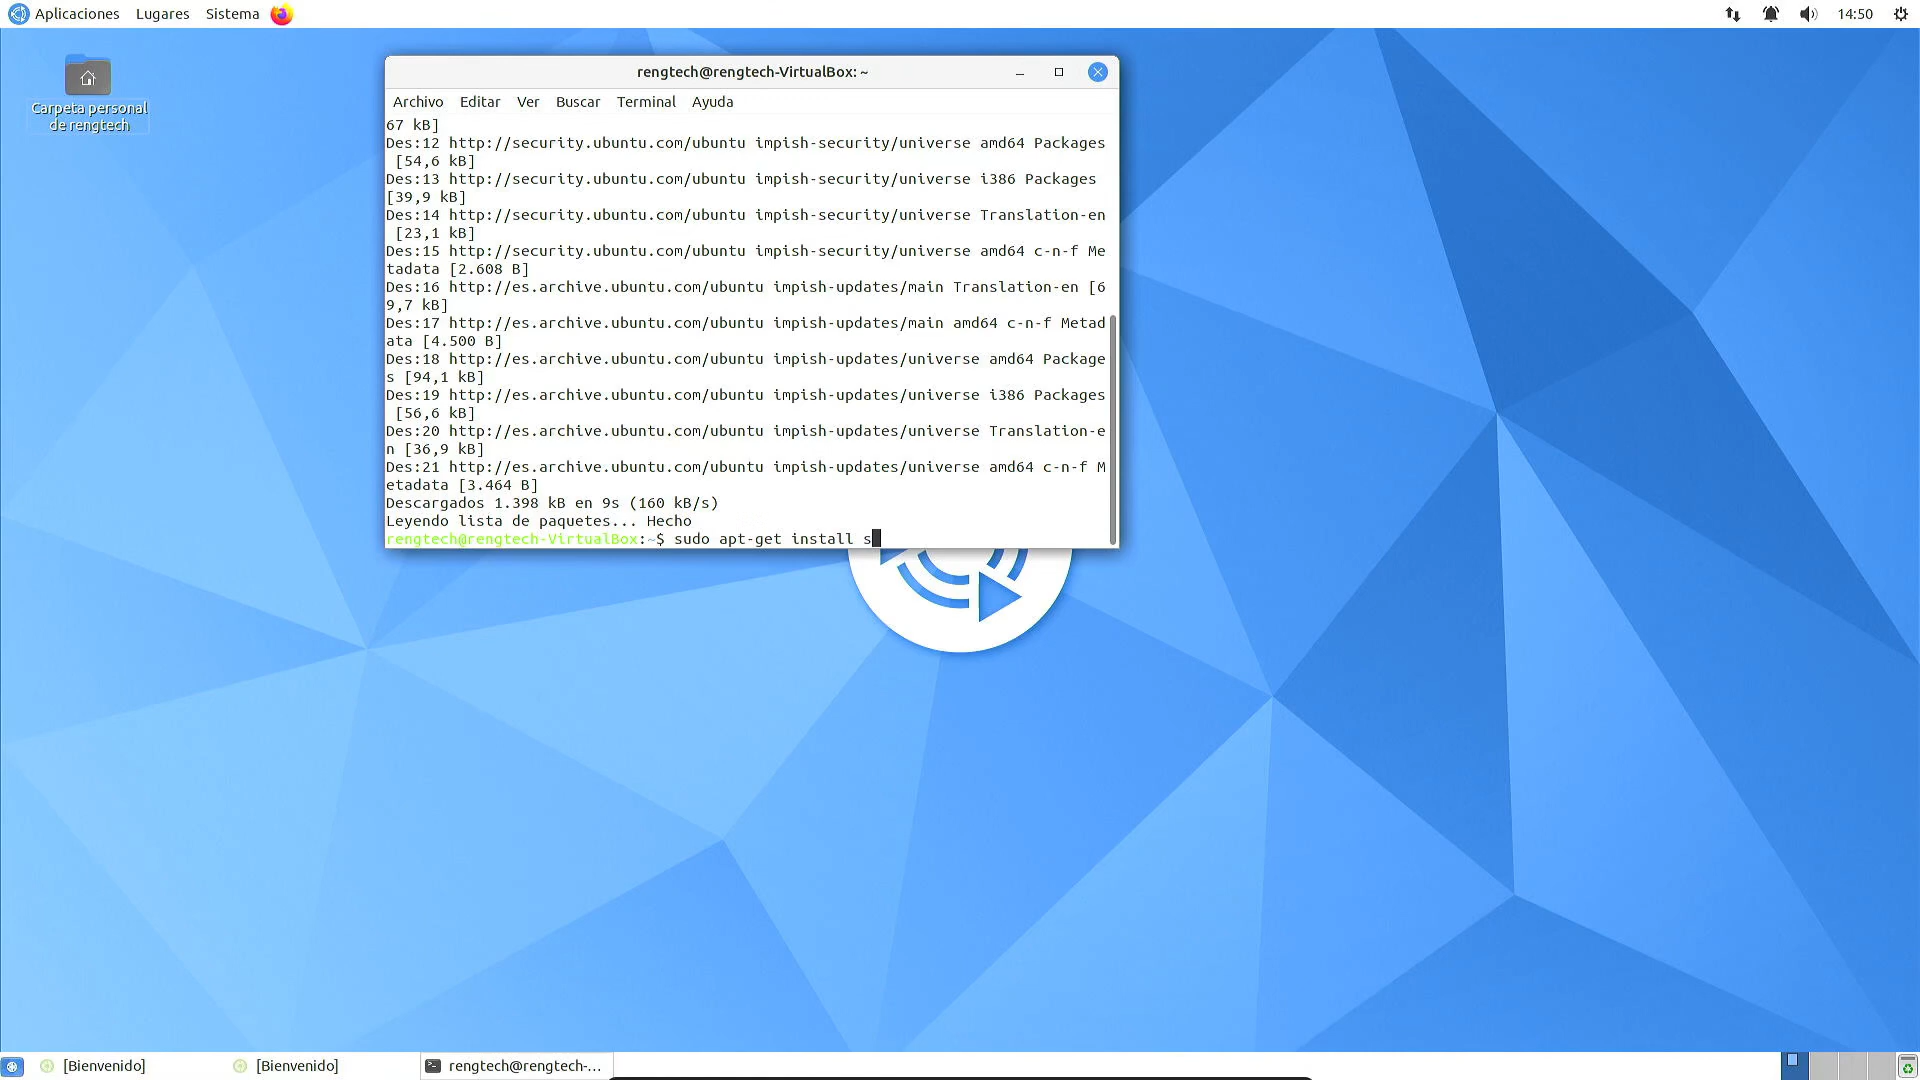 Aplicaciones Lugares Sistema 14:50
Carpeta personal
de rengtech
rengtech@rengtech-VirtualBox: ~
Archivo Editar Ver Buscar Terminal Ayuda
67 kB]
Des:12 http://security.ubuntu.com/ubuntu impish-security/universe amd64 Packages
 [54,6 kB]
Des:13 http://security.ubuntu.com/ubuntu impish-security/universe i386 Packages
[39,9 kB]
Des:14 http://security.ubuntu.com/ubuntu impish-security/universe Translation-en
 [23,1 kB]
Des:15 http://security.ubuntu.com/ubuntu impish-security/universe amd64 c-n-f Me
tadata [2.608 B]
Des:16 http://es.archive.ubuntu.com/ubuntu impish-updates/main Translation-en [6
9,7 kB]
Des:17 http://es.archive.ubuntu.com/ubuntu impish-updates/main amd64 c-n-f Metad
ata [4.500 B]
Des:18 http://es.archive.ubuntu.com/ubuntu impish-updates/universe amd64 Package
s [94,1 kB]
Des:19 http://es.archive.ubuntu.com/ubuntu impish-updates/universe i386 Packages
 [56,6 kB]
Des:20 http://es.archive.ubuntu.com/ubuntu impish-updates/universe Translation-e
n [36,9 kB]
Des:21 http://es.archive.ubuntu.com/ubuntu impish-updates/universe amd64 c-n-f M
etadata [3.464 B]
Descargados 1.398 kB en 9s (160 kB/s)
Leyendo lista de paquetes... Hecho
rengtech@rengtech-VirtualBox:~$ sudo apt-get install s
[Bienvenido] [Bienvenido] rengtech@rengtech-...